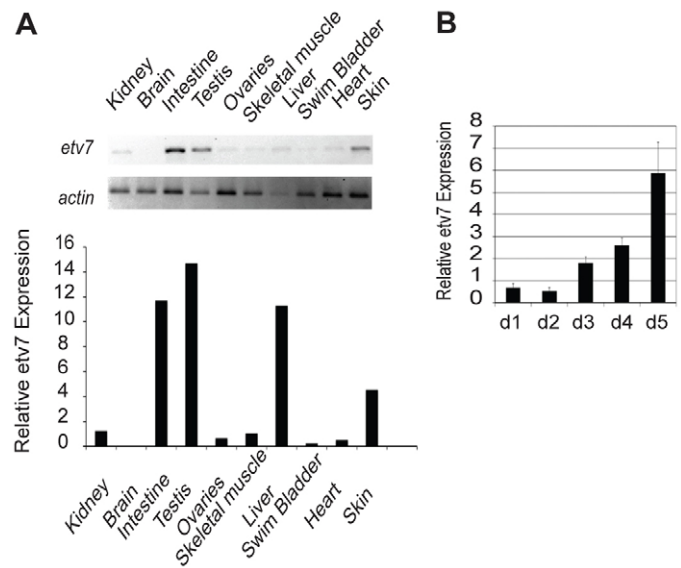 A
Kidney
Brain
Intestine
Testis
Ovaries
Skeletal muscle
Liver
Swim Bladder
Heart
Skin
etv7
actin
Relative etv7 Expression
16
14
12
10
8
6
4
2
0
Kidney
Brain
Intestine
Testis
Ovaries
Skeletal muscle
Liver
Swim Bladder
Heart
Skin
B
Relative etv7 Expression
8
7
6
5
4
3
2
1
0
d1 d2 d3 d4 d5